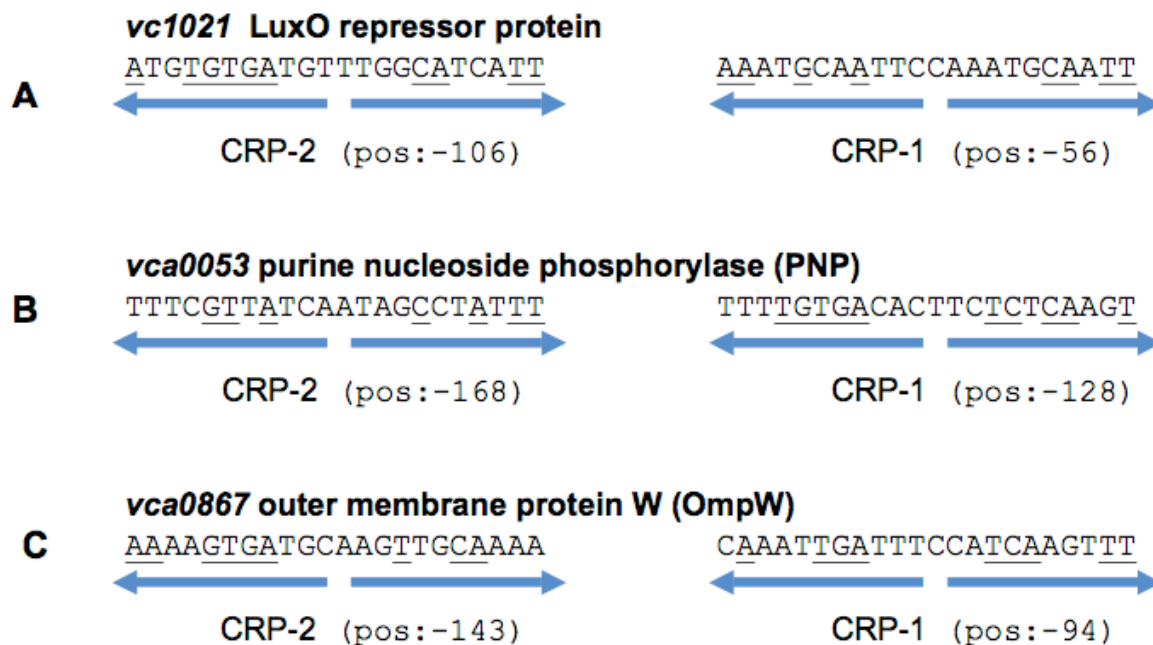 vc1021 LuxO repressor protein
A
ATGTGTGATGTTTGGCATCATT AAATGCAATTCCAAATGCAATT
CRP-2 (pos:-106) CRP-1 (pos:-56)
vca0053 purine nucleoside phosphorylase (PNP)
B
TTTCGTTATCAATAGCCTATTT TTTTGTGACACTTCTCTCAAGT
CRP-2 (pos:-168) CRP-1 (pos:-128)
vca0867 outer membrane protein W (OmpW)
C
AAAAGTGATGCAAGTTGCAAAA CAAATTGATTTCCATCAAGTTT
CRP-2 (pos:-143) CRP-1 (pos:-94)